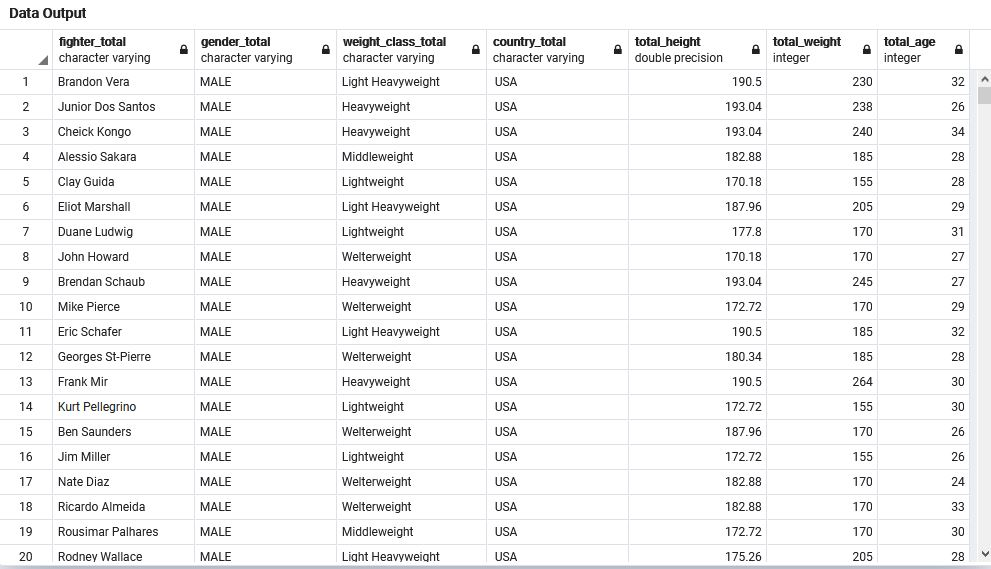 Data Output
fighter_total gender_total weight_class_total country_total total_height total_weight total_age
character varying character varying character varying character varying double precision integer integer
1 Brandon Vera MALE Light Heavyweight USA 190.5 230 32
2 Junior Dos Santos MALE Heavyweight USA 193.04 238 26
3 Cheick Kongo MALE Heavyweight USA 193.04 240 34
4 Alessio Sakara MALE Middleweight USA 182.88 185 28
5 Clay Guida MALE Lightweight USA 170.18 155 28
6 Eliot Marshall MALE Light Heavyweight USA 187.96 205 29
7 Duane Ludwig MALE Lightweight USA 177.8 170 31
8 John Howard MALE Welterweight USA 170.18 170 27
9 Brendan Schaub MALE Heavyweight USA 193.04 245 27
10 Mike Pierce MALE Welterweight USA 172.72 170 29
11 Eric Schafer MALE Light Heavyweight USA 190.5 185 32
12 Georges St-Pierre MALE Welterweight USA 180.34 185 28
13 Frank Mir MALE Heavyweight USA 190.5 264 30
14 Kurt Pellegrino MALE Lightweight USA 172.72 155 30
15 Ben Saunders MALE Welterweight USA 187.96 170 26
16 Jim Miller MALE Lightweight USA 172.72 155 26
17 Nate Diaz MALE Welterweight USA 182.88 170 24
18 Ricardo Almeida MALE Welterweight USA 182.88 170 33
19 Rousimar Palhares MALE Middleweight USA 172.72 170 30
20 Rodney Wallace MALE Light Heavyweight USA 175.26 205 28